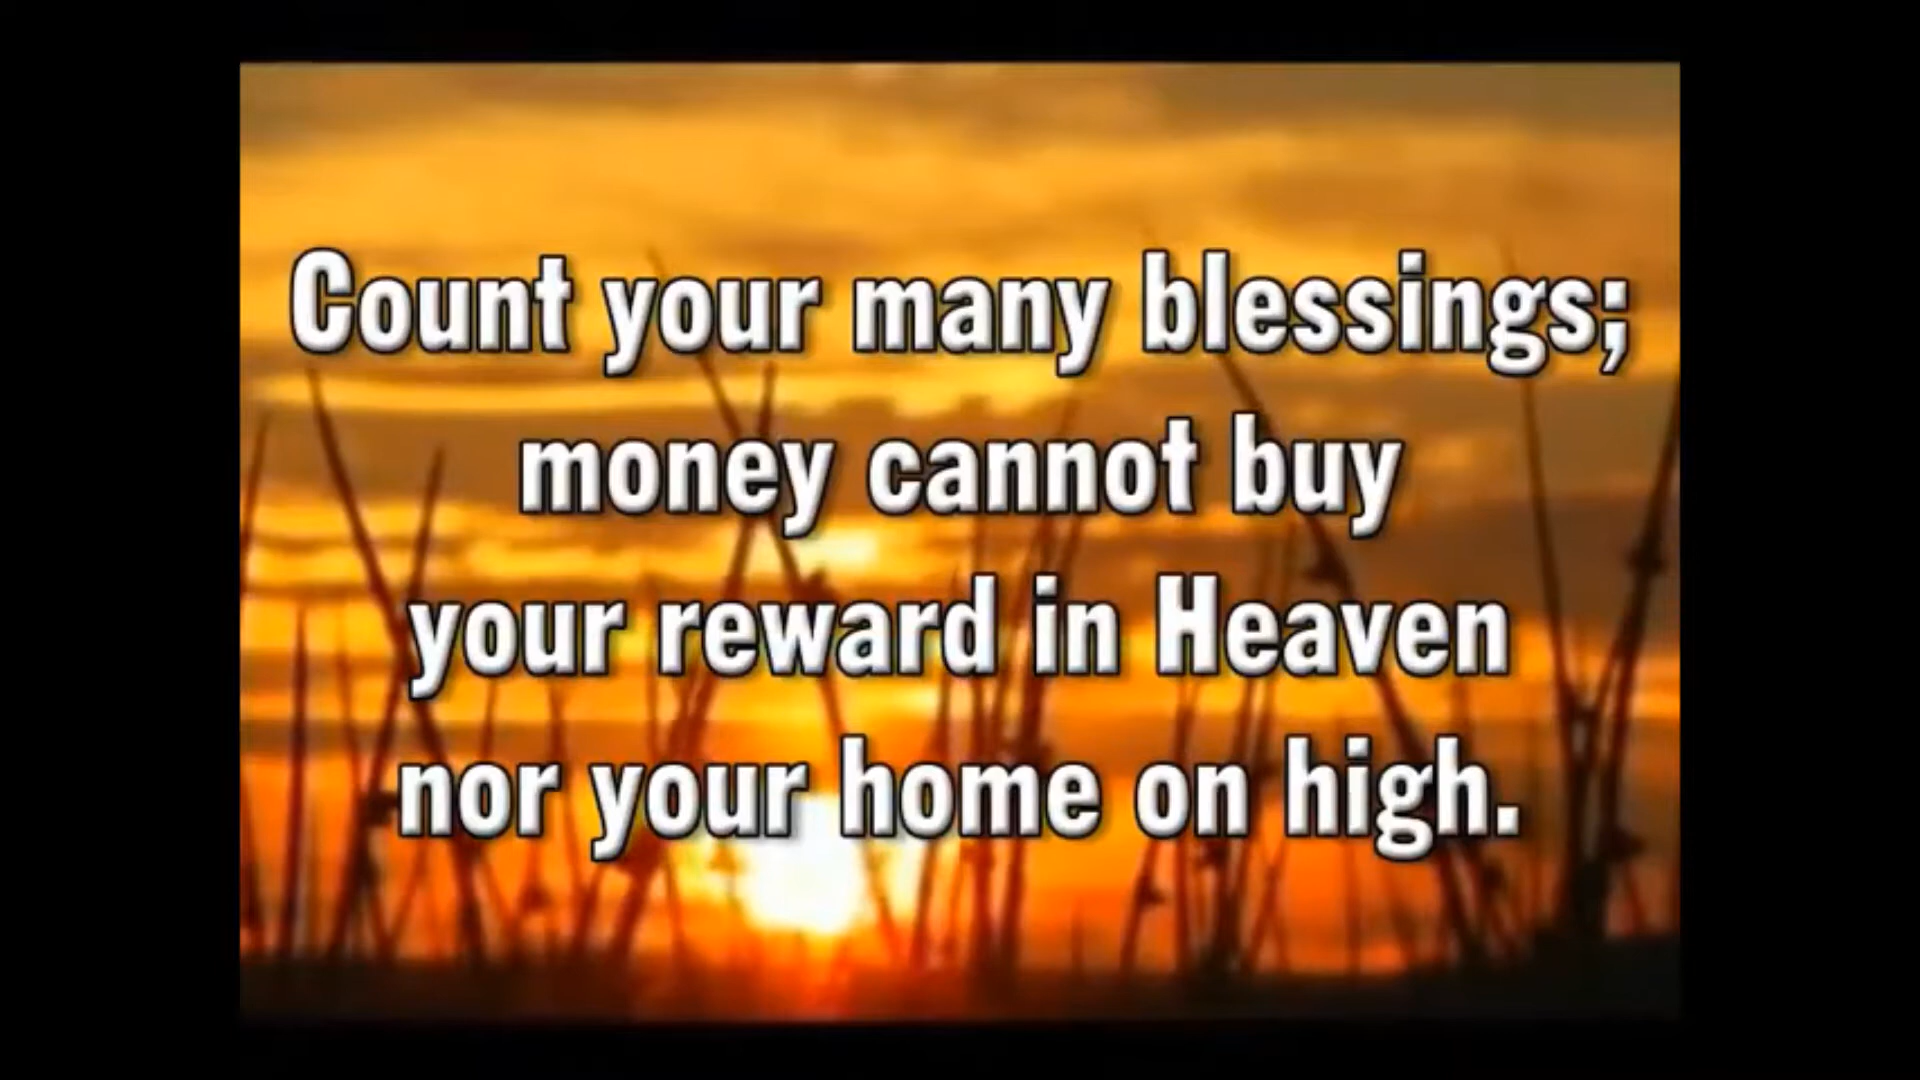 Count your many blessings;
money cannot buy
your reward in Heaven
nor your home on high.